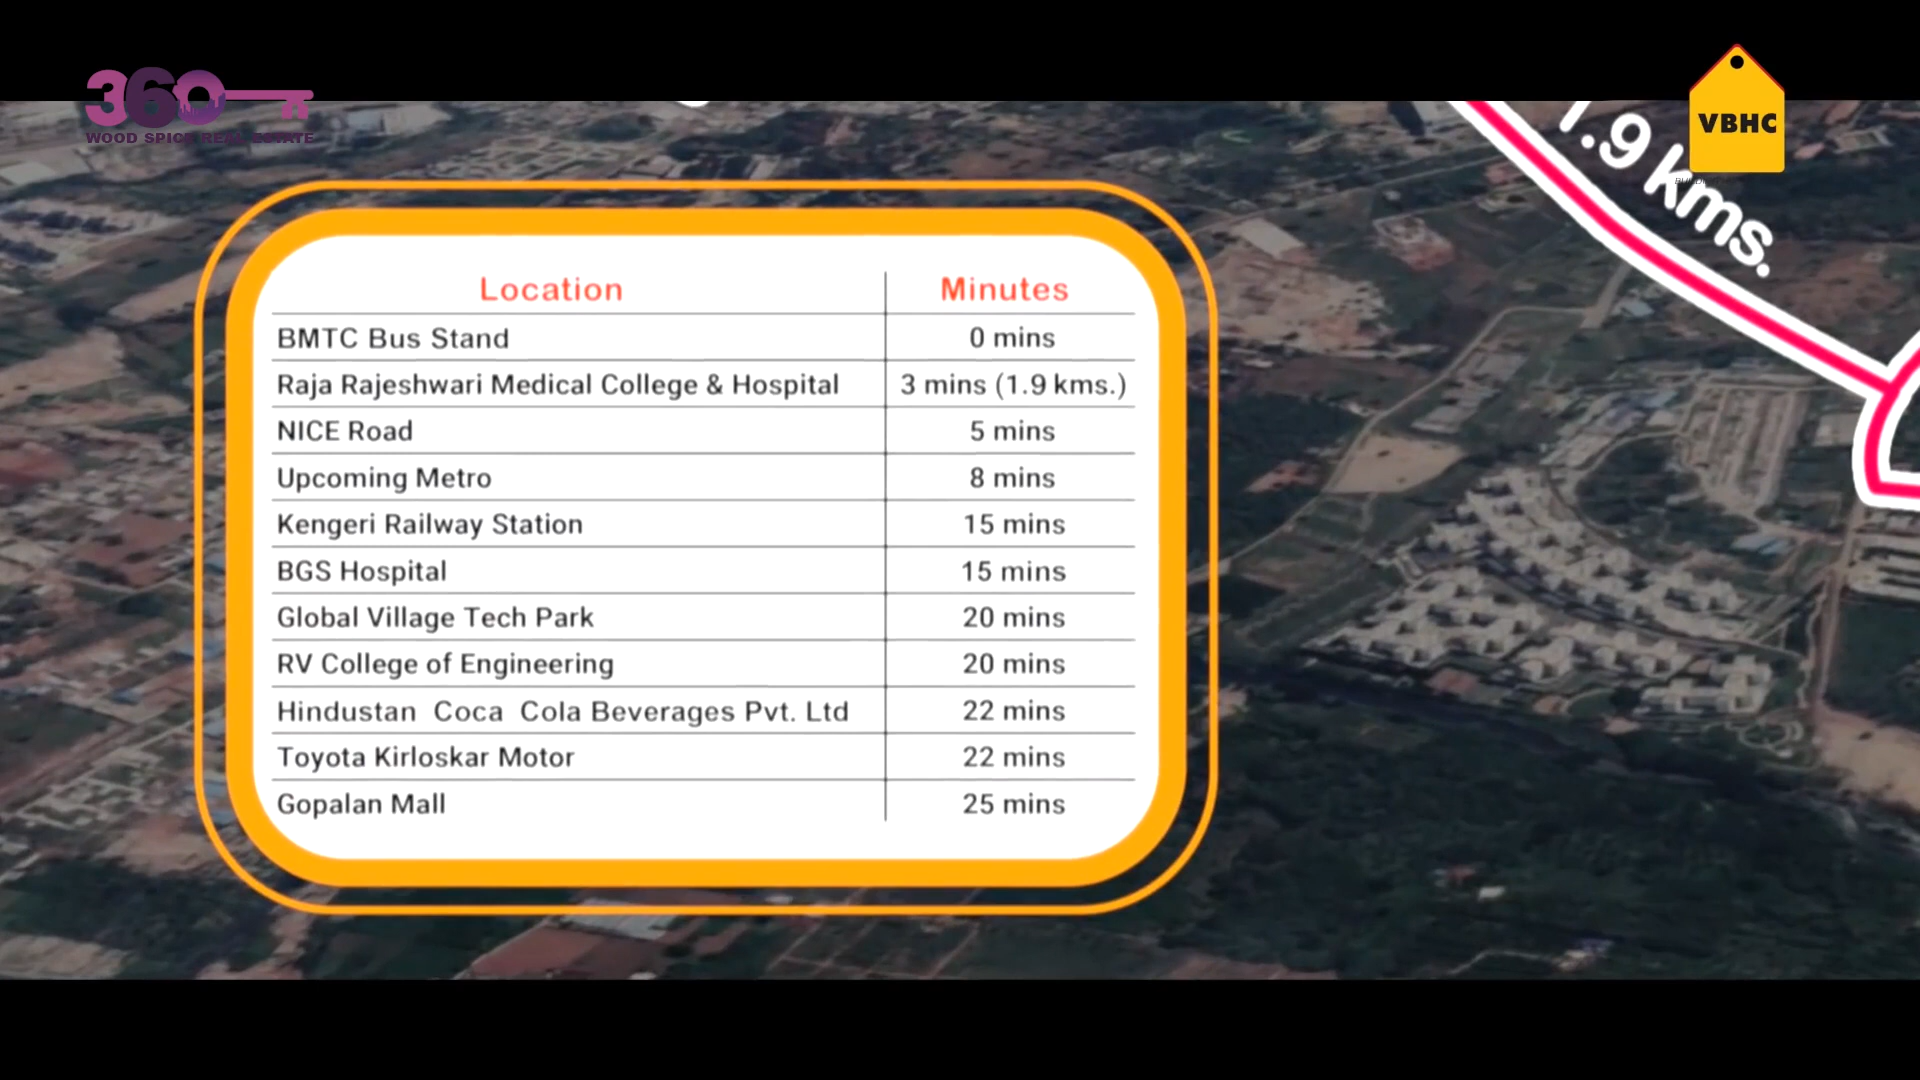 360
WOOD SPICE REAL ESTATE
VBHC
1.9 kms.
Location Minutes
BMTC Bus Stand 0 mins
Raja Rajeshwari Medical College & Hospital 3 mins (1.9 kms.)
NICE Road 5 mins
Upcoming Metro 8 mins
Kengeri Railway Station 15 mins
BGS Hospital 15 mins
Global Village Tech Park 20 mins
RV College of Engineering 20 mins
Hindustan Coca Cola Beverages Pvt. Ltd 22 mins
Toyota Kirloskar Motor 22 mins
Gopalan Mall 25 mins